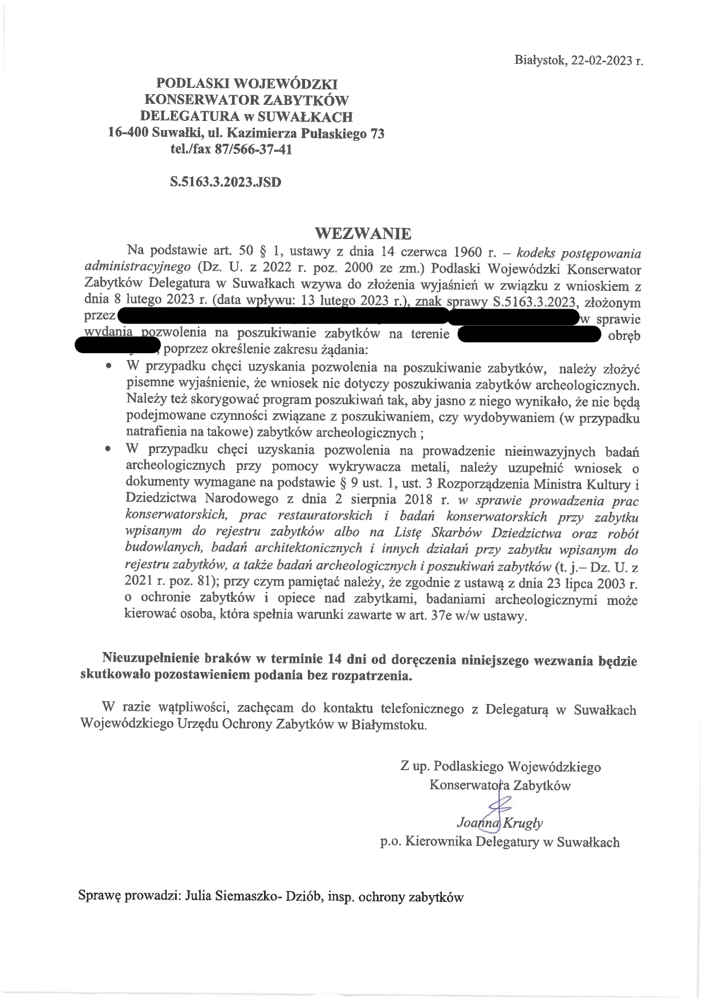 Białystok, 22-02-2023 r.
PODLASKI WOJEWÓDZKI
KONSERWATOR ZABYTKÓW
DELEGATURA w SUWAŁKACH
16-400 Suwałki, ul. Kazimierza Pułaskiego 73
tel./fax 87/566-37-41
S.5163.3.2023.JSD
WEZWANIE
Na podstawie art. 50 § 1, ustawy z dnia 14 czerwca 1960 r. – kodeks postępowania
administracyjnego (Dz. U. z 2022 r. poz. 2000 ze zm.) Podlaski Wojewódzki Konserwator
Zabytków Delegatura w Suwałkach wzywa do złożenia wyjaśnień w związku z wnioskiem z
dnia 8 lutego 2023 r. (data wpływu: 13 lutego 2023 r.), znak sprawy S.5163.3.2023, złożonym
przez w sprawie
wydania pozwolenia na poszukiwanie zabytków na terenie obręb
, poprzez określenie zakresu żądania:
• W przypadku chęci uzyskania pozwolenia na poszukiwanie zabytków, należy złożyć
pisemne wyjaśnienie, że wniosek nie dotyczy poszukiwania zabytków archeologicznych.
Należy też skorygować program poszukiwań tak, aby jasno z niego wynikało, że nie będą
podejmowane czynności związane z poszukiwaniem, czy wydobywaniem (w przypadku
natrafienia na takowe) zabytków archeologicznych ;
• W przypadku chęci uzyskania pozwolenia na prowadzenie nieinwazyjnych badań
archeologicznych przy pomocy wykrywacza metali, należy uzupełnić wniosek o
dokumenty wymagane na podstawie § 9 ust. 1, ust. 3 Rozporządzenia Ministra Kultury i
Dziedzictwa Narodowego z dnia 2 sierpnia 2018 r. w sprawie prowadzenia prac
konserwatorskich, prac restauratorskich i badań konserwatorskich przy zabytku
wpisanym do rejestru zabytków albo na Listę Skarbów Dziedzictwa oraz robót
budowlanych, badań architektonicznych i innych działań przy zabytku wpisanym do
rejestru zabytków, a także badań archeologicznych i poszukiwań zabytków (t. j.– Dz. U. z
2021 r. poz. 81); przy czym pamiętać należy, że zgodnie z ustawą z dnia 23 lipca 2003 r.
o ochronie zabytków i opiece nad zabytkami, badaniami archeologicznymi może
kierować osoba, która spełnia warunki zawarte w art. 37e w/w ustawy.
Nieuzupełnienie braków w terminie 14 dni od doręczenia niniejszego wezwania będzie
skutkowało pozostawieniem podania bez rozpatrzenia.
W razie wątpliwości, zachęcam do kontaktu telefonicznego z Delegaturą w Suwałkach
Wojewódzkiego Urzędu Ochrony Zabytków w Białymstoku.
Z up. Podlaskiego Wojewódzkiego
Konserwatora Zabytków
Joanna Krugły
p.o. Kierownika Delegatury w Suwałkach
Sprawę prowadzi: Julia Siemaszko- Dziób, insp. ochrony zabytków